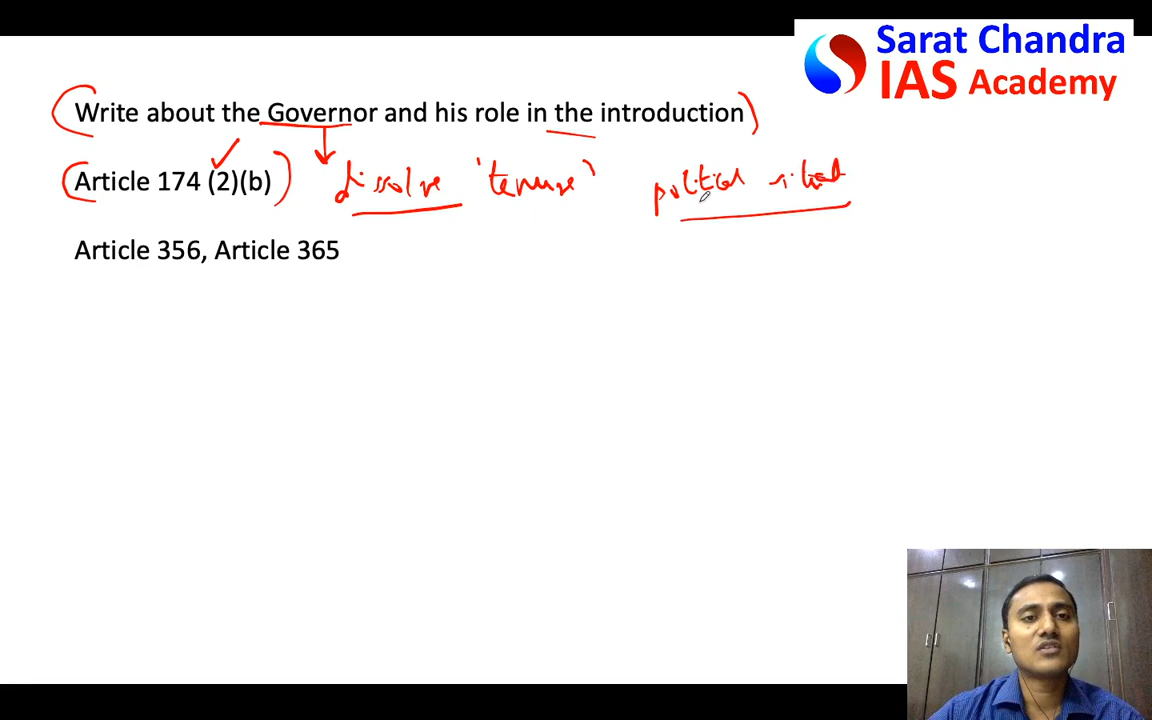 Sarat Chandra
IAS Academy
Write about the Governor and his role in the introduction
Article 174 (2)(b) dissolve 'tenure' political
Article 356, Article 365